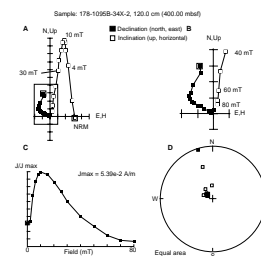 Sample: 178-1095B-34X-2, 120.0 cm (400.00 mbsf)
Declination (north, east)
Inclination (up, horizontal)
A
N,Up
10 mT
4 mT
30 mT
E,H
NRM
B
N,Up
40 mT
60 mT
80 mT
E,H
C
J/J max
Jmax = 5.39e-2 A/m
0
Field (mT)
80
D
N
W
Equal area